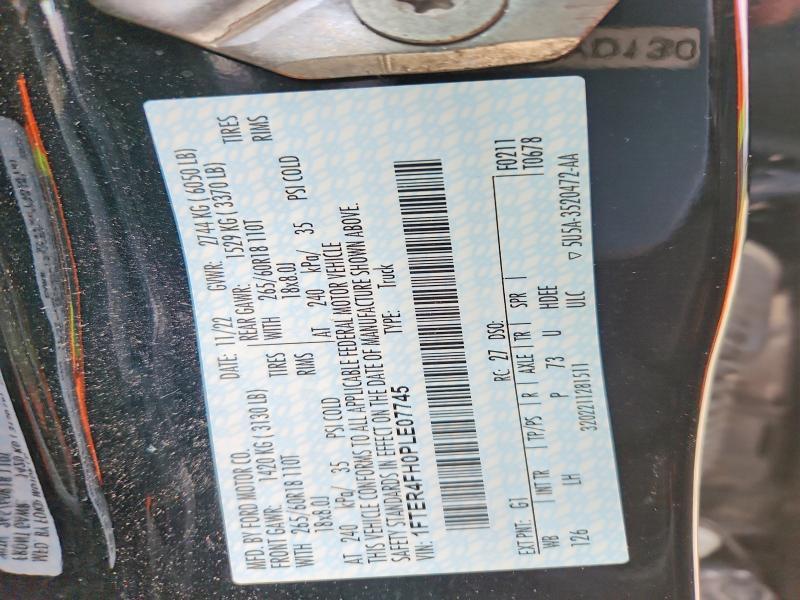 AD130
MFD. BY FORD MOTOR CO. DATE: 11/22 GVWR: 2744 KG ( 6050 LB)
FRONT GAWR: 1420 KG ( 3130 LB) REAR GAWR: 1529 KG ( 3370 LB)
WITH 265/60R18 110T TIRES WITH 265/60R18 110T TIRES
18x8.0J RIMS 18x8.0J RIMS
AT 240 kPa/ 35 PSI COLD AT 240 kPa/ 35 PSI COLD
THIS VEHICLE CONFORMS TO ALL APPLICABLE FEDERAL MOTOR VEHICLE
SAFETY STANDARDS IN EFFECT ON THE DATE OF MANUFACTURE SHOWN ABOVE.
VIN: 1FTER4FH0PLE07745 TYPE: Truck
F0211
EXT PNT: G1 RC: 27 DSO: T0678
WB INT TR TP/PS R AXLE TR SPR
126 LH P 73 U HDEE
3202211281511 ULC ▽ 5U5A-3520472-AA